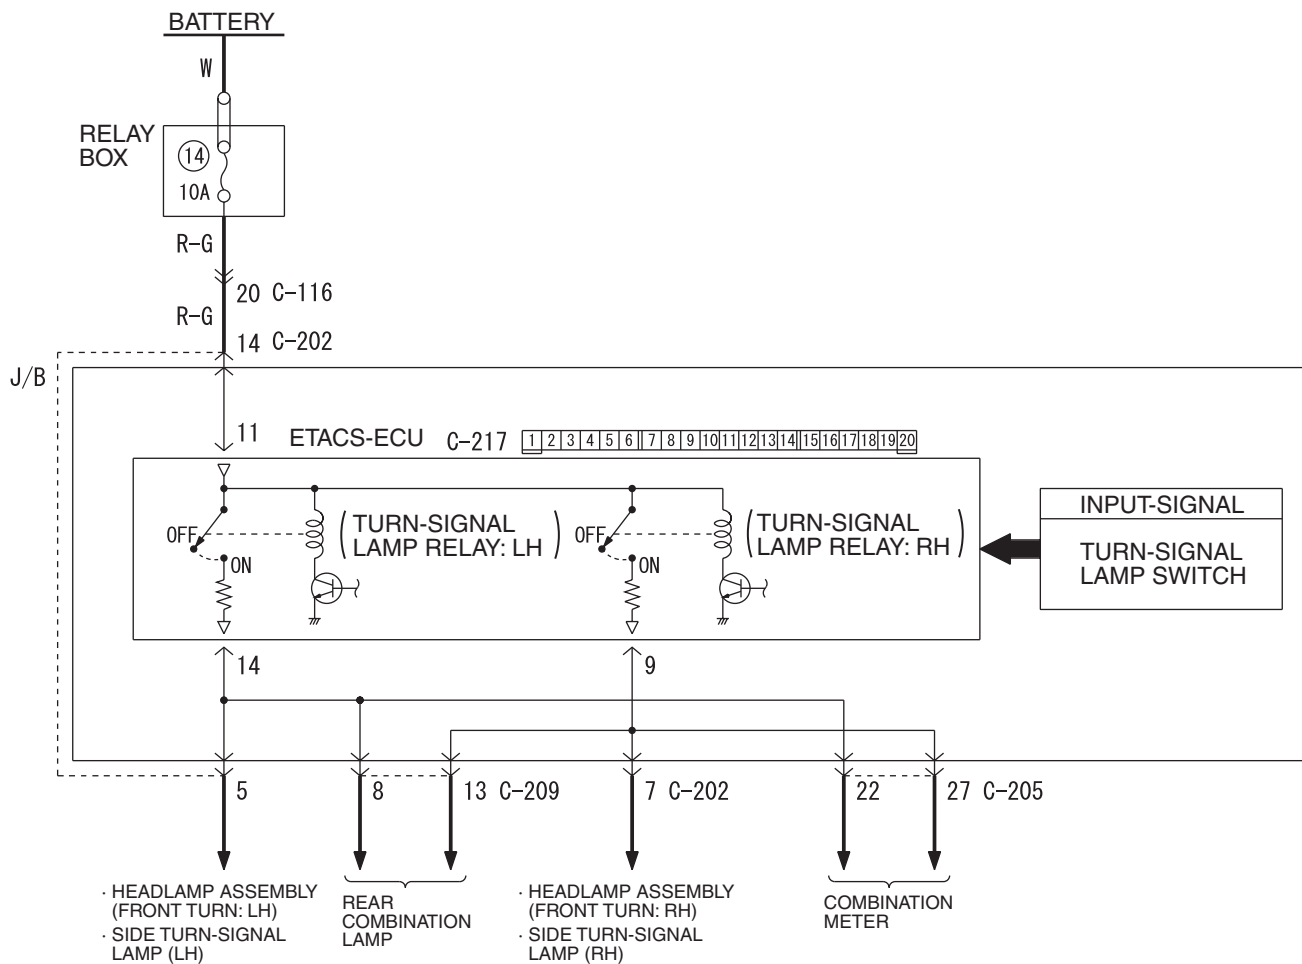 BATTERY
W
RELAY
BOX
14
10A
R-G
20 C-116
R-G
14 C-202
J/B
11 ETACS-ECU C-217 1 2 3 4 5 6 7 8 9 10 11 12 13 14 15 16 17 18 19 20
INPUT-SIGNAL
TURN-SIGNAL
LAMP SWITCH
OFF
ON
(TURN-SIGNAL
LAMP RELAY: LH)
OFF
ON
(TURN-SIGNAL
LAMP RELAY: RH)
14
9
5
8
13 C-209
7 C-202
22
27 C-205
· HEADLAMP ASSEMBLY
(FRONT TURN: LH)
· SIDE TURN-SIGNAL
LAMP (LH)
REAR
COMBINATION
LAMP
· HEADLAMP ASSEMBLY
(FRONT TURN: RH)
· SIDE TURN-SIGNAL
LAMP (RH)
COMBINATION
METER